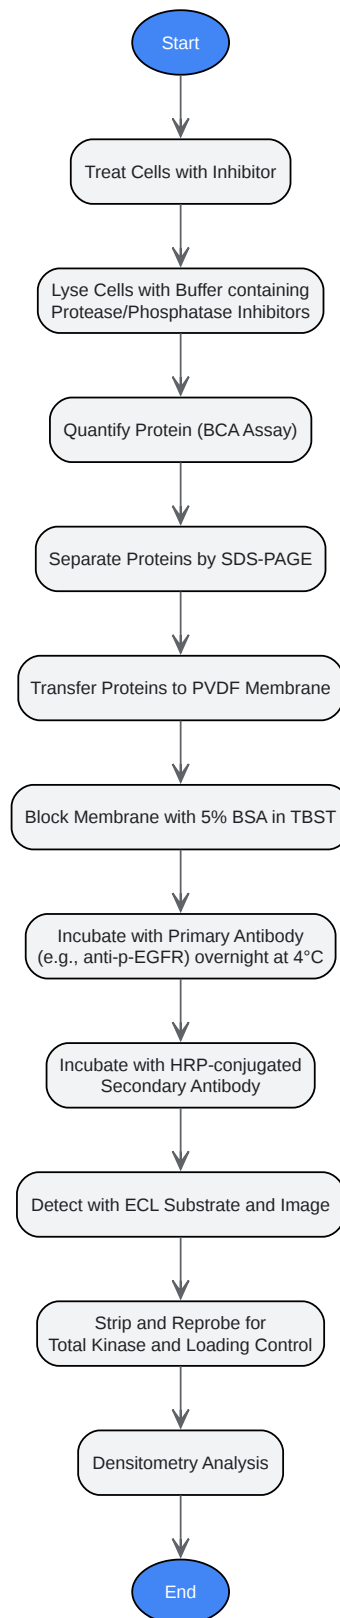 Start
Treat Cells with Inhibitor
Lyse Cells with Buffer containing
Protease/Phosphatase Inhibitors
Quantify Protein (BCA Assay)
Separate Proteins by SDS-PAGE
Transfer Proteins to PVDF Membrane
Block Membrane with 5% BSA in TBST
Incubate with Primary Antibody
(e.g., anti-p-EGFR) overnight at 4°C
Incubate with HRP-conjugated
Secondary Antibody
Detect with ECL Substrate and Image
Strip and Reprobe for
Total Kinase and Loading Control
Densitometry Analysis
End